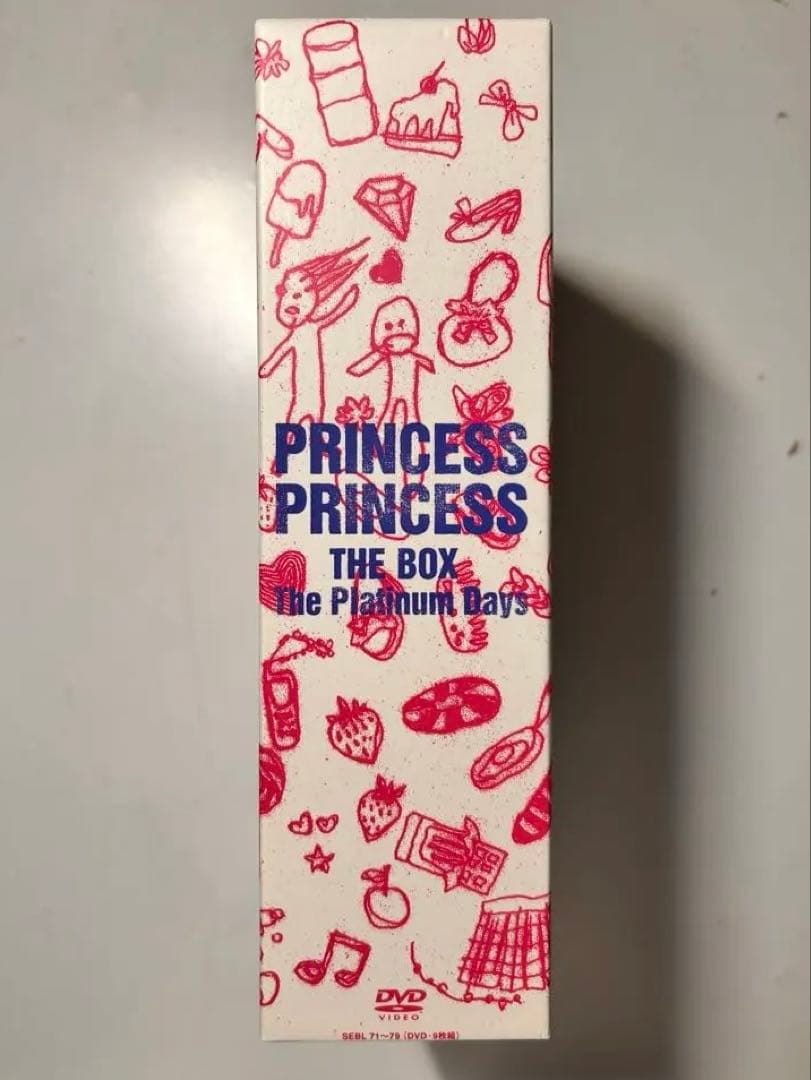 PRINCESS
PRINCESS
THE BOX
The Platinum Days
DVD
VIDEO
SEBL 71～79 (DVD・9枚組)